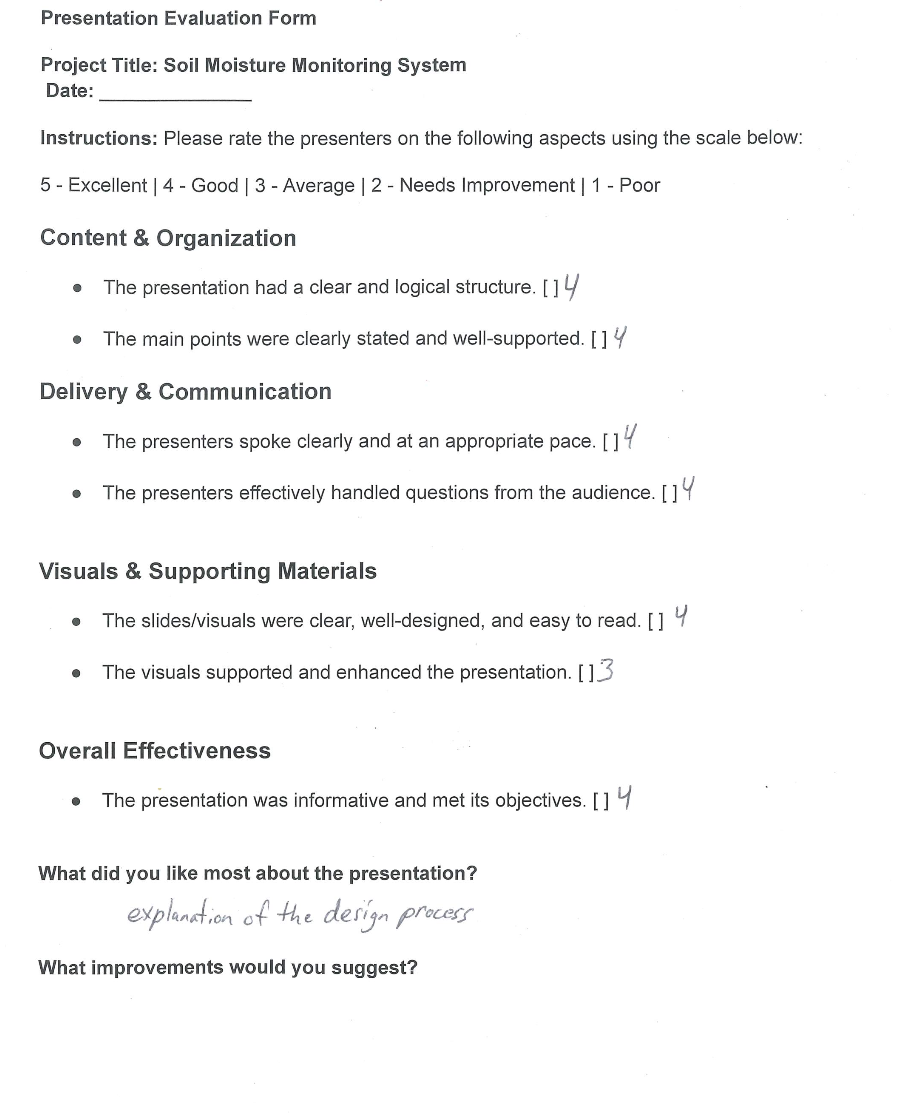 Presentation Evaluation Form
Project Title: Soil Moisture Monitoring System
Date: ______________
Instructions: Please rate the presenters on the following aspects using the scale below:
5 - Excellent | 4 - Good | 3 - Average | 2 - Needs Improvement | 1 - Poor
Content & Organization
● The presentation had a clear and logical structure. [ ] 4
● The main points were clearly stated and well-supported. [ ] 4
Delivery & Communication
● The presenters spoke clearly and at an appropriate pace. [ ] 4
● The presenters effectively handled questions from the audience. [ ] 4
Visuals & Supporting Materials
● The slides/visuals were clear, well-designed, and easy to read. [ ] 4
● The visuals supported and enhanced the presentation. [ ] 3
Overall Effectiveness
● The presentation was informative and met its objectives. [ ] 4
What did you like most about the presentation?
explanation of the design process
What improvements would you suggest?